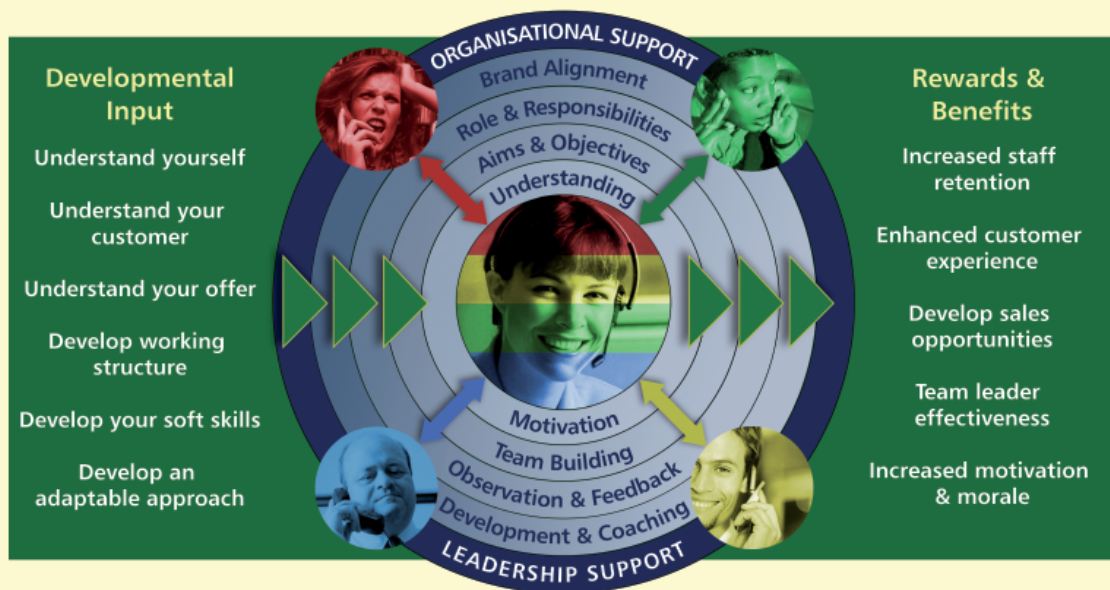 Developmental
Input
Understand yourself
Understand your
customer
Understand your offer
Develop working
structure
Develop your soft skills
Develop an
adaptable approach
ORGANISATIONAL SUPPORT
Brand Alignment
Role & Responsibilities
Aims & Objectives
Understanding
Motivation
Team Building
Observation & Feedback
Development & Coaching
LEADERSHIP SUPPORT
Rewards &
Benefits
Increased staff
retention
Enhanced customer
experience
Develop sales
opportunities
Team leader
effectiveness
Increased motivation
& morale